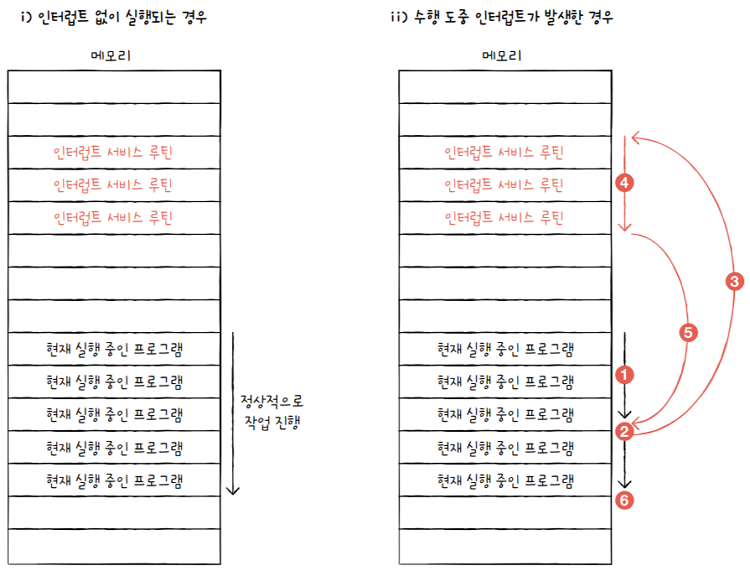 i) 인터럽트 없이 실행되는 경우
메모리
인터럽트 서비스 루틴
인터럽트 서비스 루틴
인터럽트 서비스 루틴
현재 실행 중인 프로그램
현재 실행 중인 프로그램
현재 실행 중인 프로그램
현재 실행 중인 프로그램
현재 실행 중인 프로그램
정상적으로
작업 진행
ii) 수행 도중 인터럽트가 발생한 경우
메모리
인터럽트 서비스 루틴
인터럽트 서비스 루틴
인터럽트 서비스 루틴
현재 실행 중인 프로그램
현재 실행 중인 프로그램
현재 실행 중인 프로그램
현재 실행 중인 프로그램
현재 실행 중인 프로그램
4
3
5
1
2
6